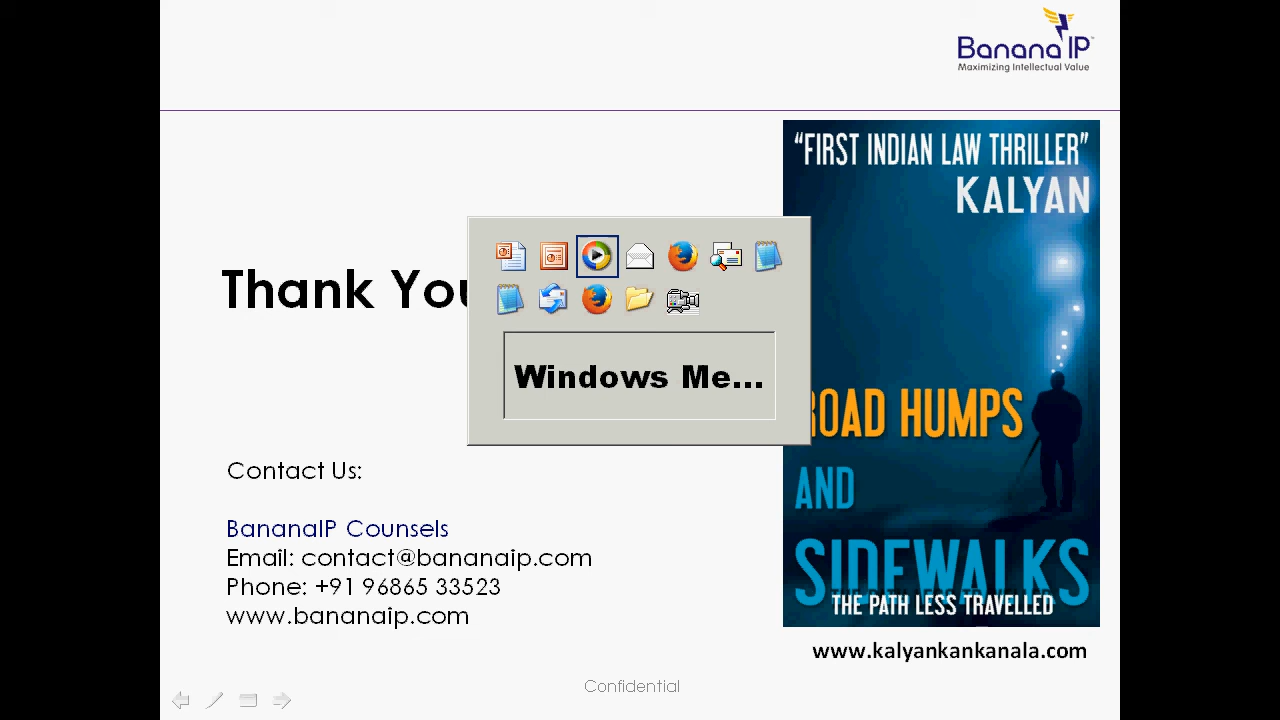 Banana IP™
Maximizing Intellectual Value
"FIRST INDIAN LAW THRILLER"
KALYAN
Thank You
Windows Me...
ROAD HUMPS
AND
SIDEWALKS
THE PATH LESS TRAVELLED
Contact Us:
BananaIP Counsels
Email: contact@bananaip.com
Phone: +91 96865 33523
www.bananaip.com
www.kalyankankanala.com
Confidential